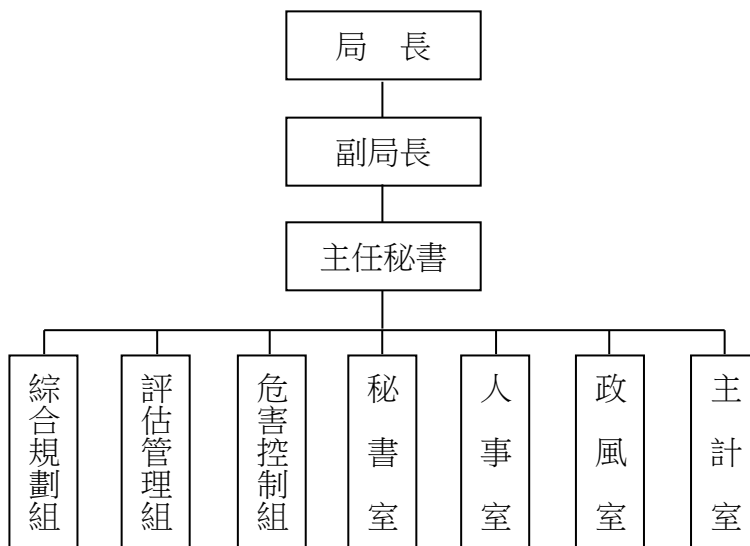 局　長
副局長
主任秘書
綜合規劃組
評估管理組
危害控制組
秘書室
人事室
政風室
主計室